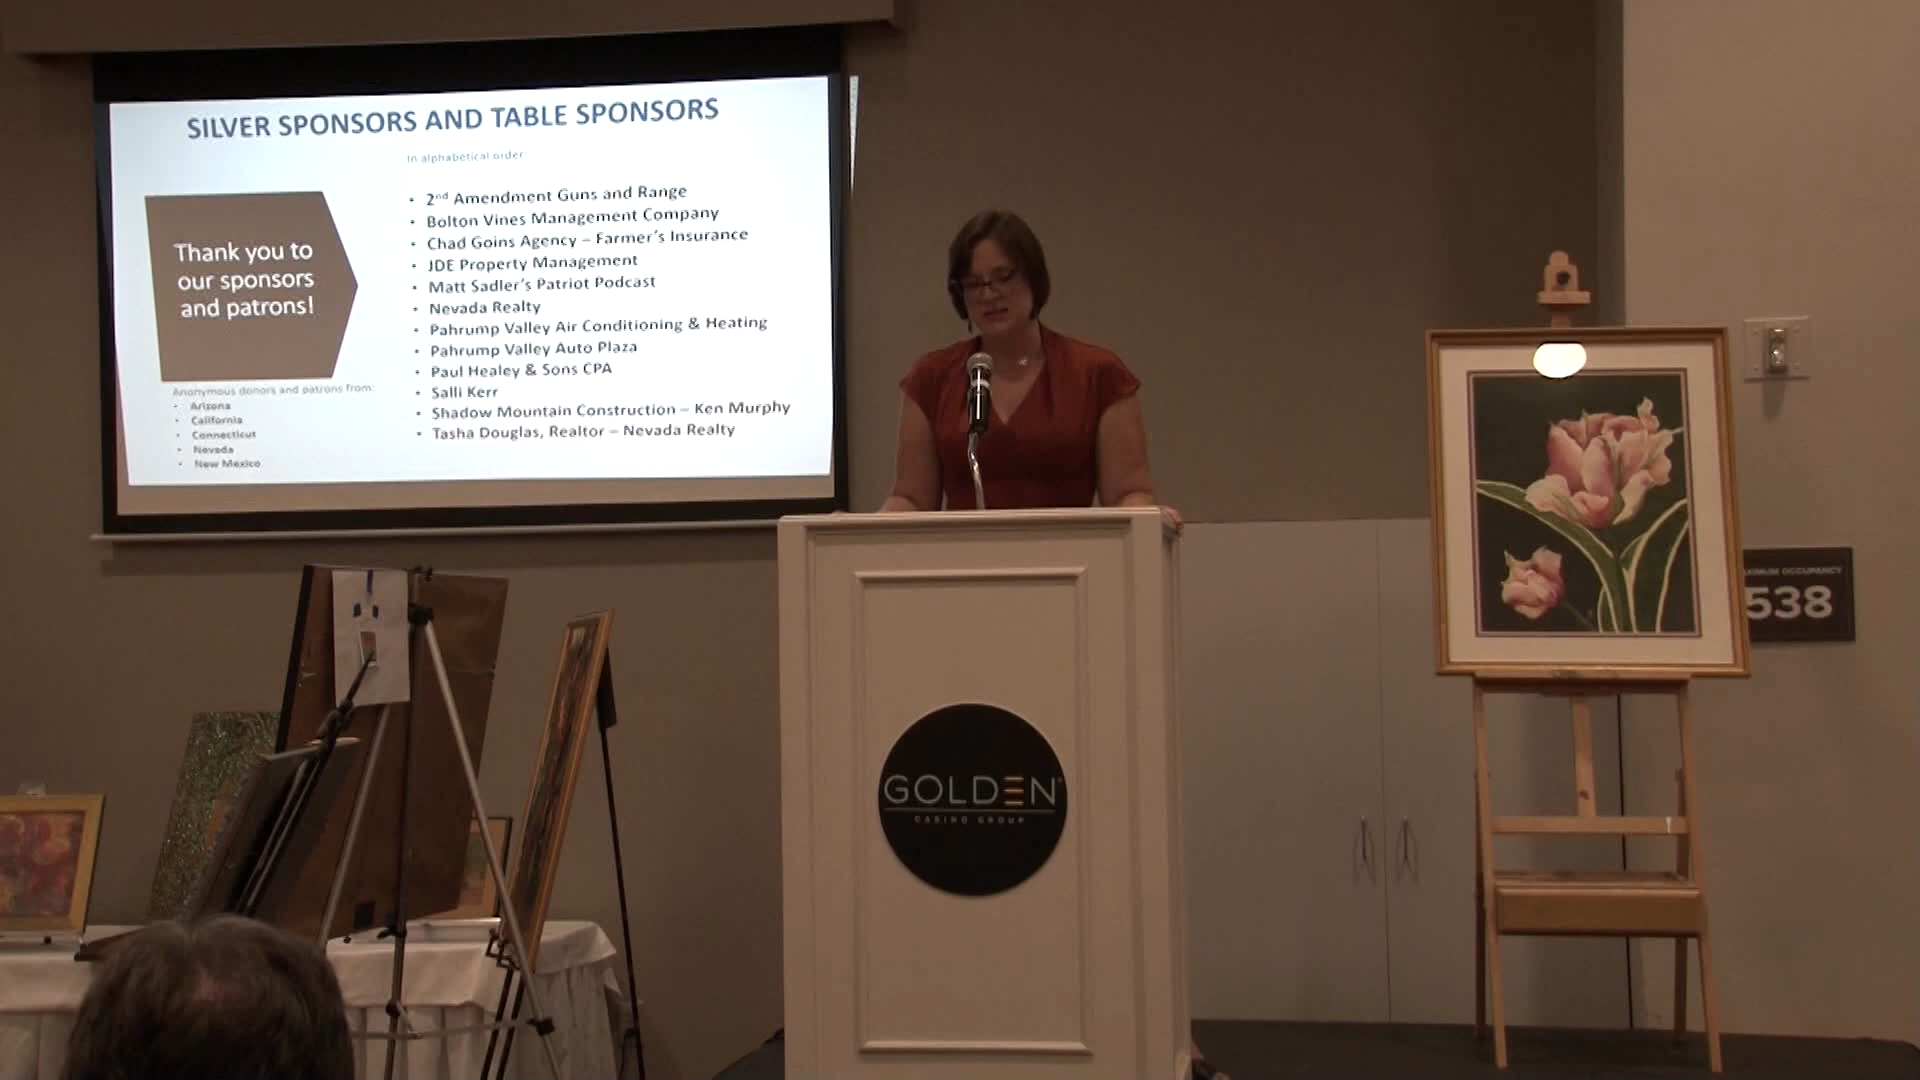 SILVER SPONSORS AND TABLE SPONSORS
In alphabetical order:
Thank you to
our sponsors
and patrons!
• 2nd Amendment Guns and Range
• Bolton Vines Management Company
• Chad Goins Agency – Farmer's Insurance
• JDE Property Management
• Matt Sadler's Patriot Podcast
• Nevada Realty
• Pahrump Valley Air Conditioning & Heating
• Pahrump Valley Auto Plaza
• Paul Healey & Sons CPA
• Salli Kerr
• Shadow Mountain Construction – Ken Murphy
• Tasha Douglas, Realtor – Nevada Realty
Anonymous donors and patrons from:
• Arizona
• California
• Connecticut
• Nevada
• New Mexico
GOLDEN
CASINO GROUP
OCCUPANCY
538